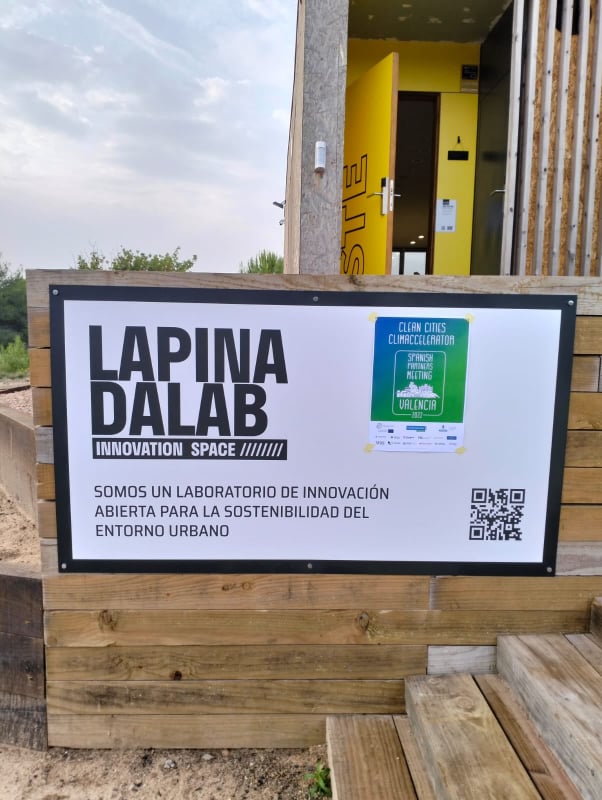 LAPINA
DALAB
INNOVATION SPACE ////////
SOMOS UN LABORATORIO DE INNOVACIÓN
ABIERTA PARA LA SOSTENIBILIDAD DEL
ENTORNO URBANO
CLEAN CITIES
CLIMACCELERATOR
SPANISH
PARTNERS
MEETING
VALENCIA
2022